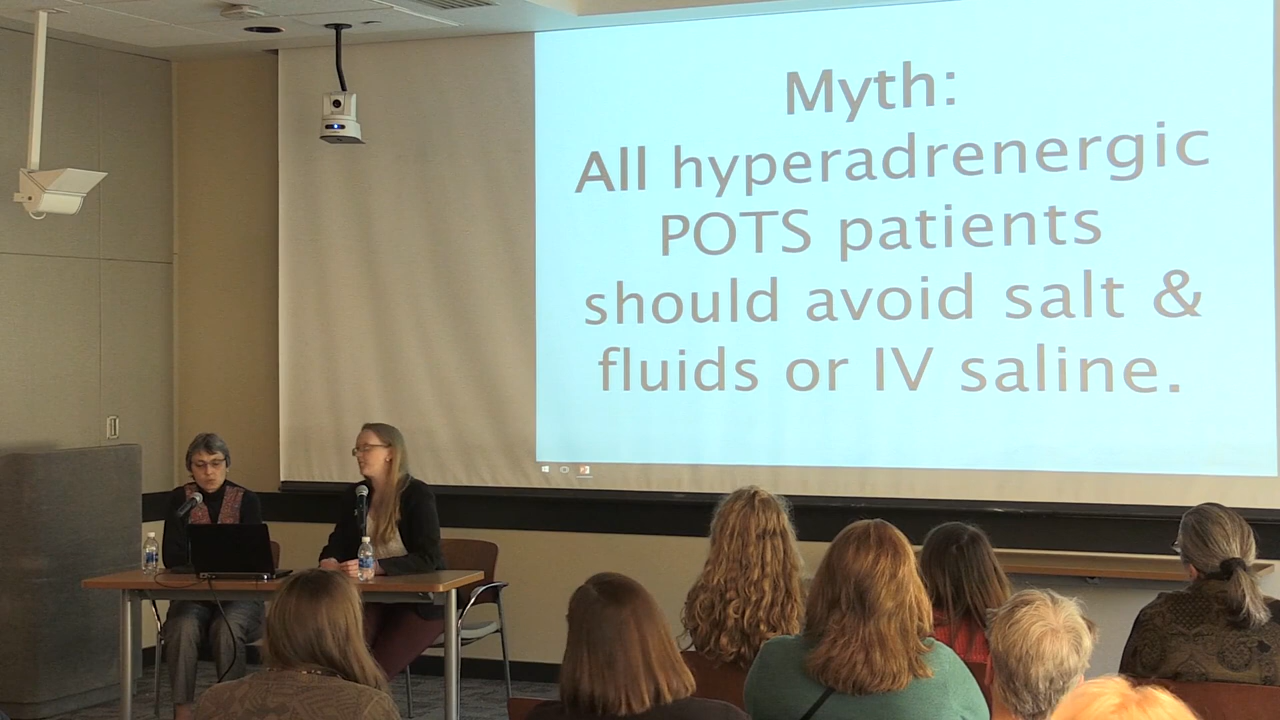 Myth:
All hyperadrenergic
POTS patients
should avoid salt &
fluids or IV saline.